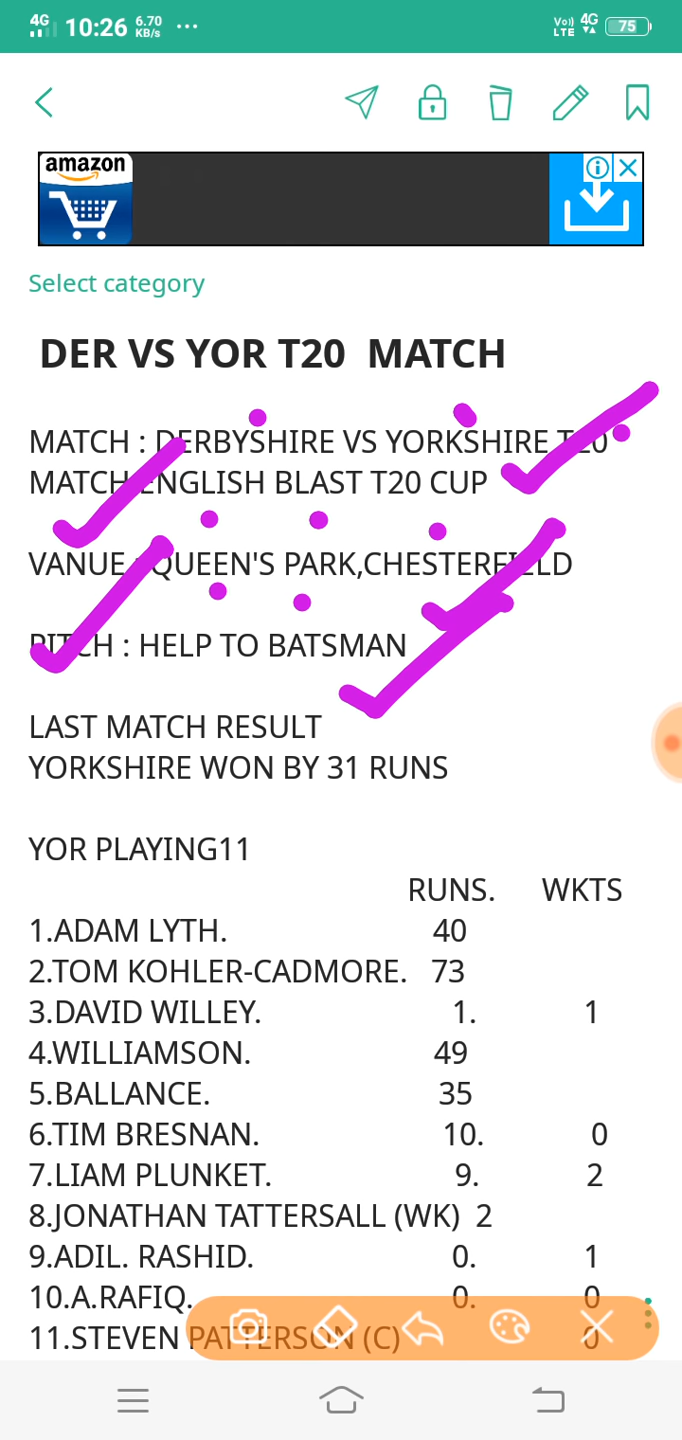 4G 10:26 6.70 KB/s ... Vo)) LTE 4G 75
amazon
Select category
DER VS YOR T20 MATCH
MATCH : DERBYSHIRE VS YORKSHIRE T20
MATCH ENGLISH BLAST T20 CUP
VANUE : QUEEN'S PARK,CHESTERFIELD
PITCH : HELP TO BATSMAN
LAST MATCH RESULT
YORKSHIRE WON BY 31 RUNS
YOR PLAYING11
RUNS. WKTS
1.ADAM LYTH. 40
2.TOM KOHLER-CADMORE. 73
3.DAVID WILLEY. 1. 1
4.WILLIAMSON. 49
5.BALLANCE. 35
6.TIM BRESNAN. 10. 0
7.LIAM PLUNKET. 9. 2
8.JONATHAN TATTERSALL (WK) 2
9.ADIL. RASHID. 0. 1
10.A.RAFIQ. 0. 0
11.STEVEN PATTERSON (C) 0